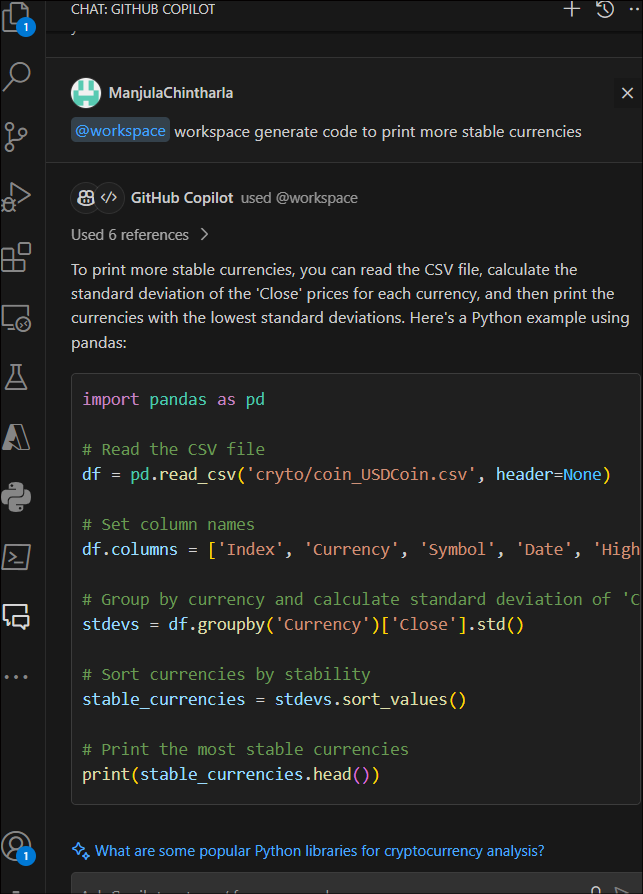 CHAT: GITHUB COPILOT
1
ManjulaChintharla
@workspace workspace generate code to print more stable currencies
GitHub Copilot used @workspace
Used 6 references
To print more stable currencies, you can read the CSV file, calculate the
standard deviation of the 'Close' prices for each currency, and then print the
currencies with the lowest standard deviations. Here's a Python example using
pandas:
import pandas as pd
# Read the CSV file
df = pd.read_csv('cryto/coin_USDCoin.csv', header=None)
# Set column names
df.columns = ['Index', 'Currency', 'Symbol', 'Date', 'High
# Group by currency and calculate standard deviation of 'C
stdevs = df.groupby('Currency')['Close'].std()
# Sort currencies by stability
stable_currencies = stdevs.sort_values()
# Print the most stable currencies
print(stable_currencies.head())
1
What are some popular Python libraries for cryptocurrency analysis?